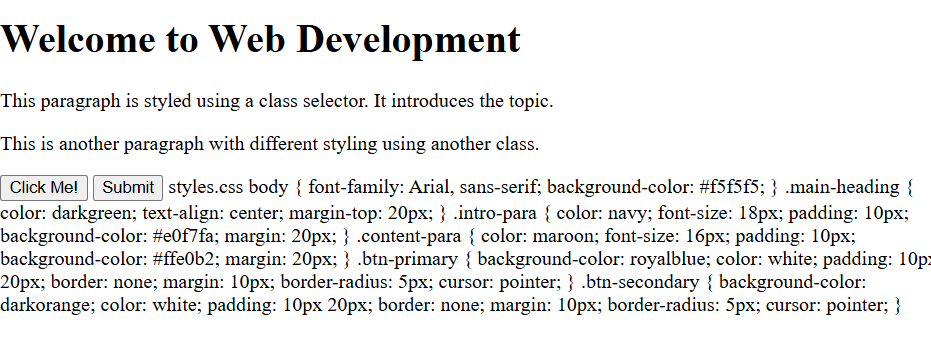 Welcome to Web Development
This paragraph is styled using a class selector. It introduces the topic.
This is another paragraph with different styling using another class.
Click Me! Submit styles.css body { font-family: Arial, sans-serif; background-color: #f5f5f5; } .main-heading {
color: darkgreen; text-align: center; margin-top: 20px; } .intro-para { color: navy; font-size: 18px; padding: 10px;
background-color: #e0f7fa; margin: 20px; } .content-para { color: maroon; font-size: 16px; padding: 10px;
background-color: #ffe0b2; margin: 20px; } .btn-primary { background-color: royalblue; color: white; padding: 10px
20px; border: none; margin: 10px; border-radius: 5px; cursor: pointer; } .btn-secondary { background-color:
darkorange; color: white; padding: 10px 20px; border: none; margin: 10px; border-radius: 5px; cursor: pointer; }